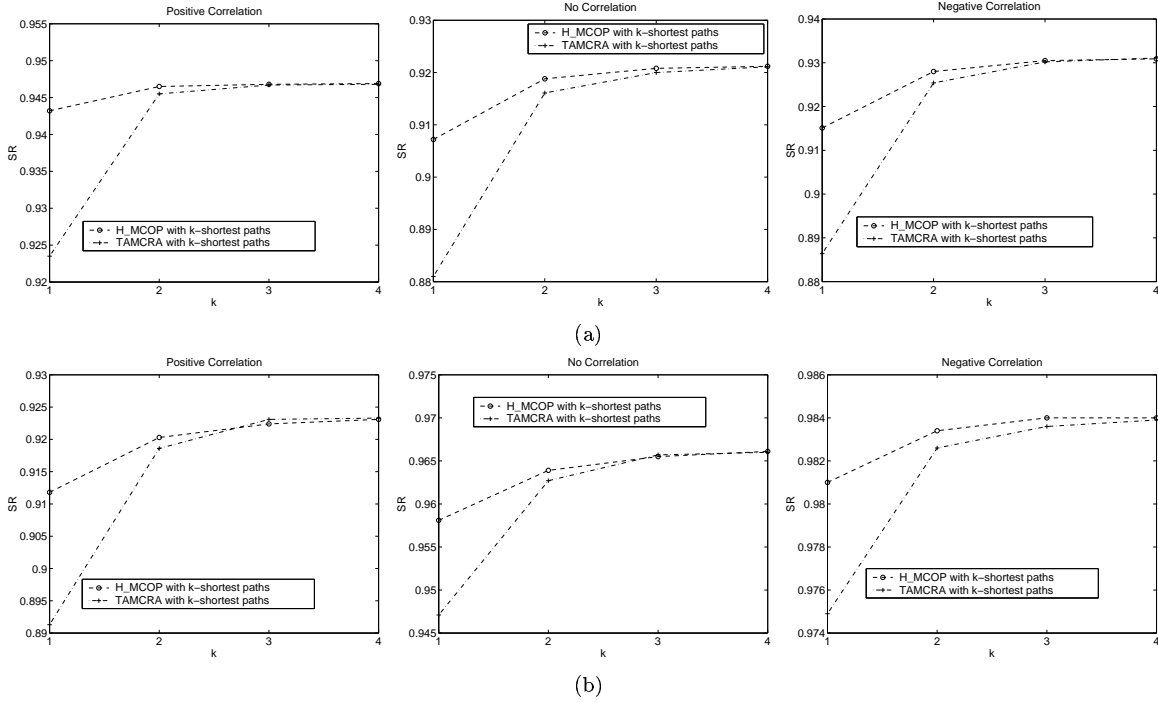 Positive Correlation
0.955
0.95
0.945
0.94
0.935
0.93
0.925
0.92
SR
H_MCOP with k−shortest paths
TAMCRA with k−shortest paths
1
2
3
4
k
No Correlation
0.93
0.92
0.91
0.9
0.89
0.88
SR
H_MCOP with k−shortest paths
TAMCRA with k−shortest paths
1
2
3
4
k
Negative Correlation
0.94
0.93
0.92
0.91
0.9
0.89
0.88
SR
H_MCOP with k−shortest paths
TAMCRA with k−shortest paths
1
2
3
4
k
(a)
Positive Correlation
0.93
0.925
0.92
0.915
0.91
0.905
0.9
0.895
0.89
SR
H_MCOP with k−shortest paths
TAMCRA with k−shortest paths
1
2
3
4
k
No Correlation
0.975
0.97
0.965
0.96
0.955
0.95
0.945
SR
H_MCOP with k−shortest paths
TAMCRA with k−shortest paths
1
2
3
4
k
Negative Correlation
0.986
0.984
0.982
0.98
0.978
0.976
0.974
SR
H_MCOP with k−shortest paths
TAMCRA with k−shortest paths
1
2
3
4
k
(b)